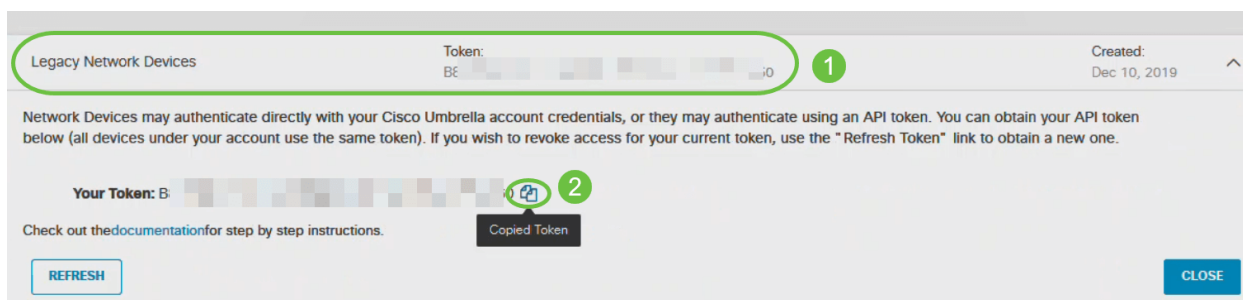 Legacy Network Devices
Token:
Created:
Dec 10, 2019
1
Network Devices may authenticate directly with your Cisco Umbrella account credentials, or they may authenticate using an API token. You can obtain your API token
below (all devices under your account use the same token). If you wish to revoke access for your current token, use the "Refresh Token" link to obtain a new one.
Your Token:
2
Check out thedocumentationfor step by step instructions.
Copied Token
REFRESH
CLOSE